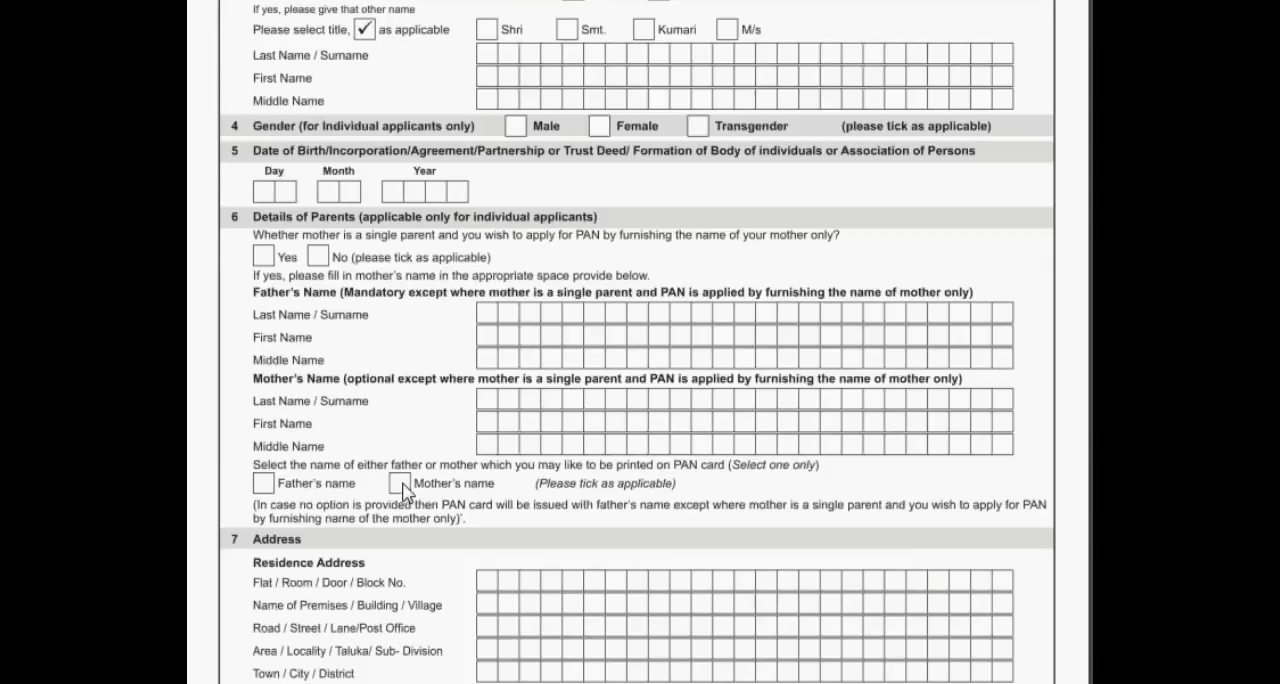 If yes, please give that other name
Please select title, ✓ as applicable Shri Smt. Kumari M/s
Last Name / Surname
First Name
Middle Name
4 Gender (for Individual applicants only) Male Female Transgender (please tick as applicable)
5 Date of Birth/Incorporation/Agreement/Partnership or Trust Deed/ Formation of Body of individuals or Association of Persons
Day Month Year
6 Details of Parents (applicable only for individual applicants)
Whether mother is a single parent and you wish to apply for PAN by furnishing the name of your mother only?
Yes No (please tick as applicable)
If yes, please fill in mother's name in the appropriate space provide below.
Father's Name (Mandatory except where mother is a single parent and PAN is applied by furnishing the name of mother only)
Last Name / Surname
First Name
Middle Name
Mother's Name (optional except where mother is a single parent and PAN is applied by furnishing the name of mother only)
Last Name / Surname
First Name
Middle Name
Select the name of either father or mother which you may like to be printed on PAN card (Select one only)
Father's name Mother's name (Please tick as applicable)
(In case no option is provided then PAN card will be issued with father's name except where mother is a single parent and you wish to apply for PAN
by furnishing name of the mother only)'.
7 Address
Residence Address
Flat / Room / Door / Block No.
Name of Premises / Building / Village
Road / Street / Lane/Post Office
Area / Locality / Taluka/ Sub- Division
Town / City / District